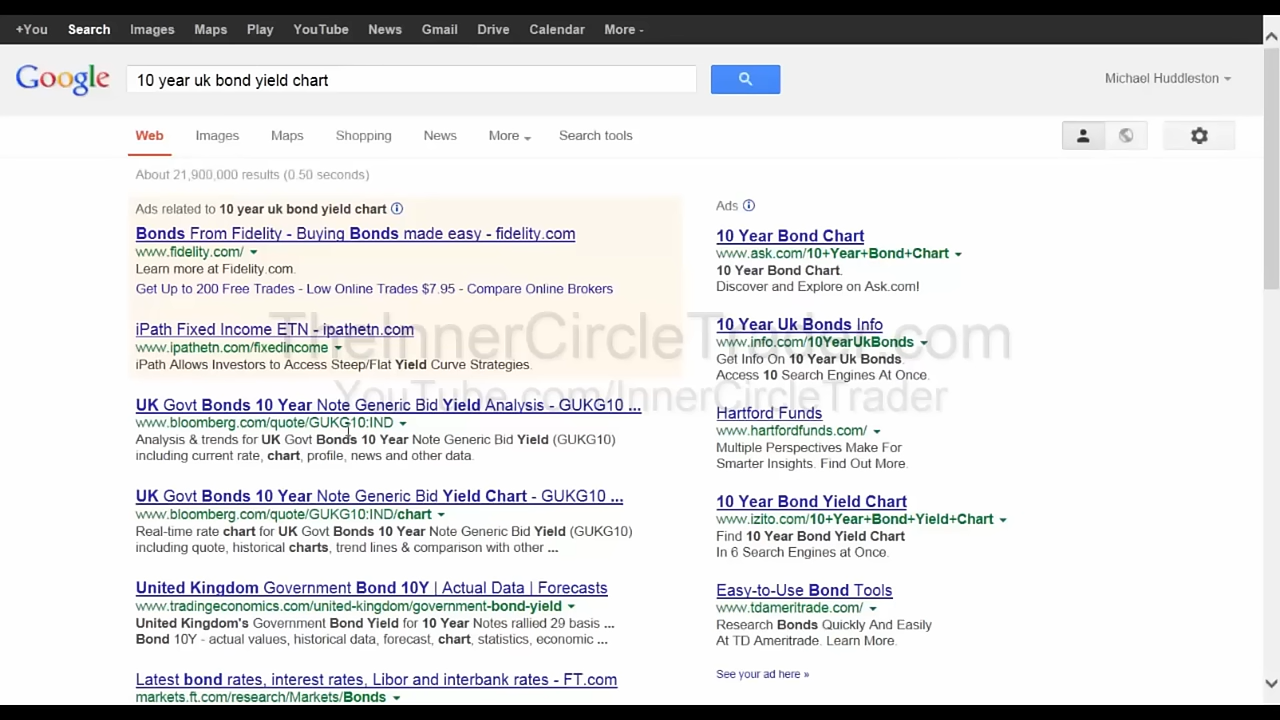 +You Search Images Maps Play YouTube News Gmail Drive Calendar More
Google 10 year uk bond yield chart Michael Huddleston
Web Images Maps Shopping News More Search tools
About 21,900,000 results (0.50 seconds)
Ads related to 10 year uk bond yield chart
Bonds From Fidelity - Buying Bonds made easy - fidelity.com
www.fidelity.com/
Learn more at Fidelity.com.
Get Up to 200 Free Trades - Low Online Trades $7.95 - Compare Online Brokers
iPath Fixed Income ETN - ipathetn.com
www.ipathetn.com/fixedincome
iPath Allows Investors to Access Steep/Flat Yield Curve Strategies.
UK Govt Bonds 10 Year Note Generic Bid Yield Analysis - GUKG10 ...
www.bloomberg.com/quote/GUKG10:IND
Analysis & trends for UK Govt Bonds 10 Year Note Generic Bid Yield (GUKG10)
including current rate, chart, profile, news and other data.
UK Govt Bonds 10 Year Note Generic Bid Yield Chart - GUKG10 ...
www.bloomberg.com/quote/GUKG10:IND/chart
Real-time rate chart for UK Govt Bonds 10 Year Note Generic Bid Yield (GUKG10)
including quote, historical charts, trend lines & comparison with other ...
United Kingdom Government Bond 10Y | Actual Data | Forecasts
www.tradingeconomics.com/united-kingdom/government-bond-yield
United Kingdom's Government Bond Yield for 10 Year Notes rallied 29 basis ...
Bond 10Y - actual values, historical data, forecast, chart, statistics, economic ...
Latest bond rates, interest rates, Libor and interbank rates - FT.com
markets.ft.com/research/Markets/Bonds
Ads
10 Year Bond Chart
www.ask.com/10+Year+Bond+Chart
10 Year Bond Chart.
Discover and Explore on Ask.com!
10 Year Uk Bonds Info
www.info.com/10YearUkBonds
Get Info On 10 Year Uk Bonds.
Access 10 Search Engines At Once.
Hartford Funds
www.hartfordfunds.com/
Multiple Perspectives Make For
Smarter Insights. Find Out More.
10 Year Bond Yield Chart
www.izito.com/10+Year+Bond+Yield+Chart
Find 10 Year Bond Yield Chart
In 6 Search Engines at Once.
Easy-to-Use Bond Tools
www.tdameritrade.com/
Research Bonds Quickly And Easily
At TD Ameritrade. Learn More.
See your ad here »
TheInnerCircleTrader.com
YouTube.com/InnerCircleTrader